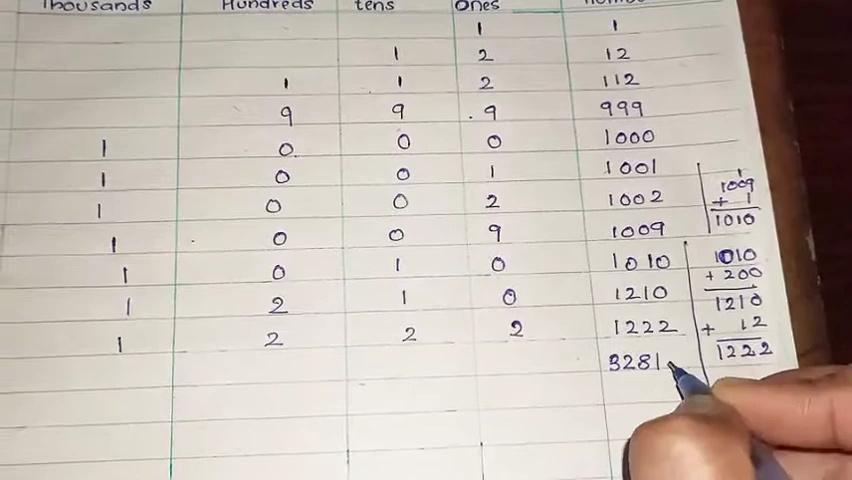 Thousands Hundreds tens Ones
1 1
1 2 12
1 1 2 112
9 9 9 999
1 0 0 0 1000
1 0 0 1 1001
1 0 0 2 1002
1 0 0 9 1009
1 0 1 0 1010
1 2 1 0 1210
1 2 2 2 1222
3281
1
1009
+ 1
1010
1010
+ 200
1210
+ 12
1222